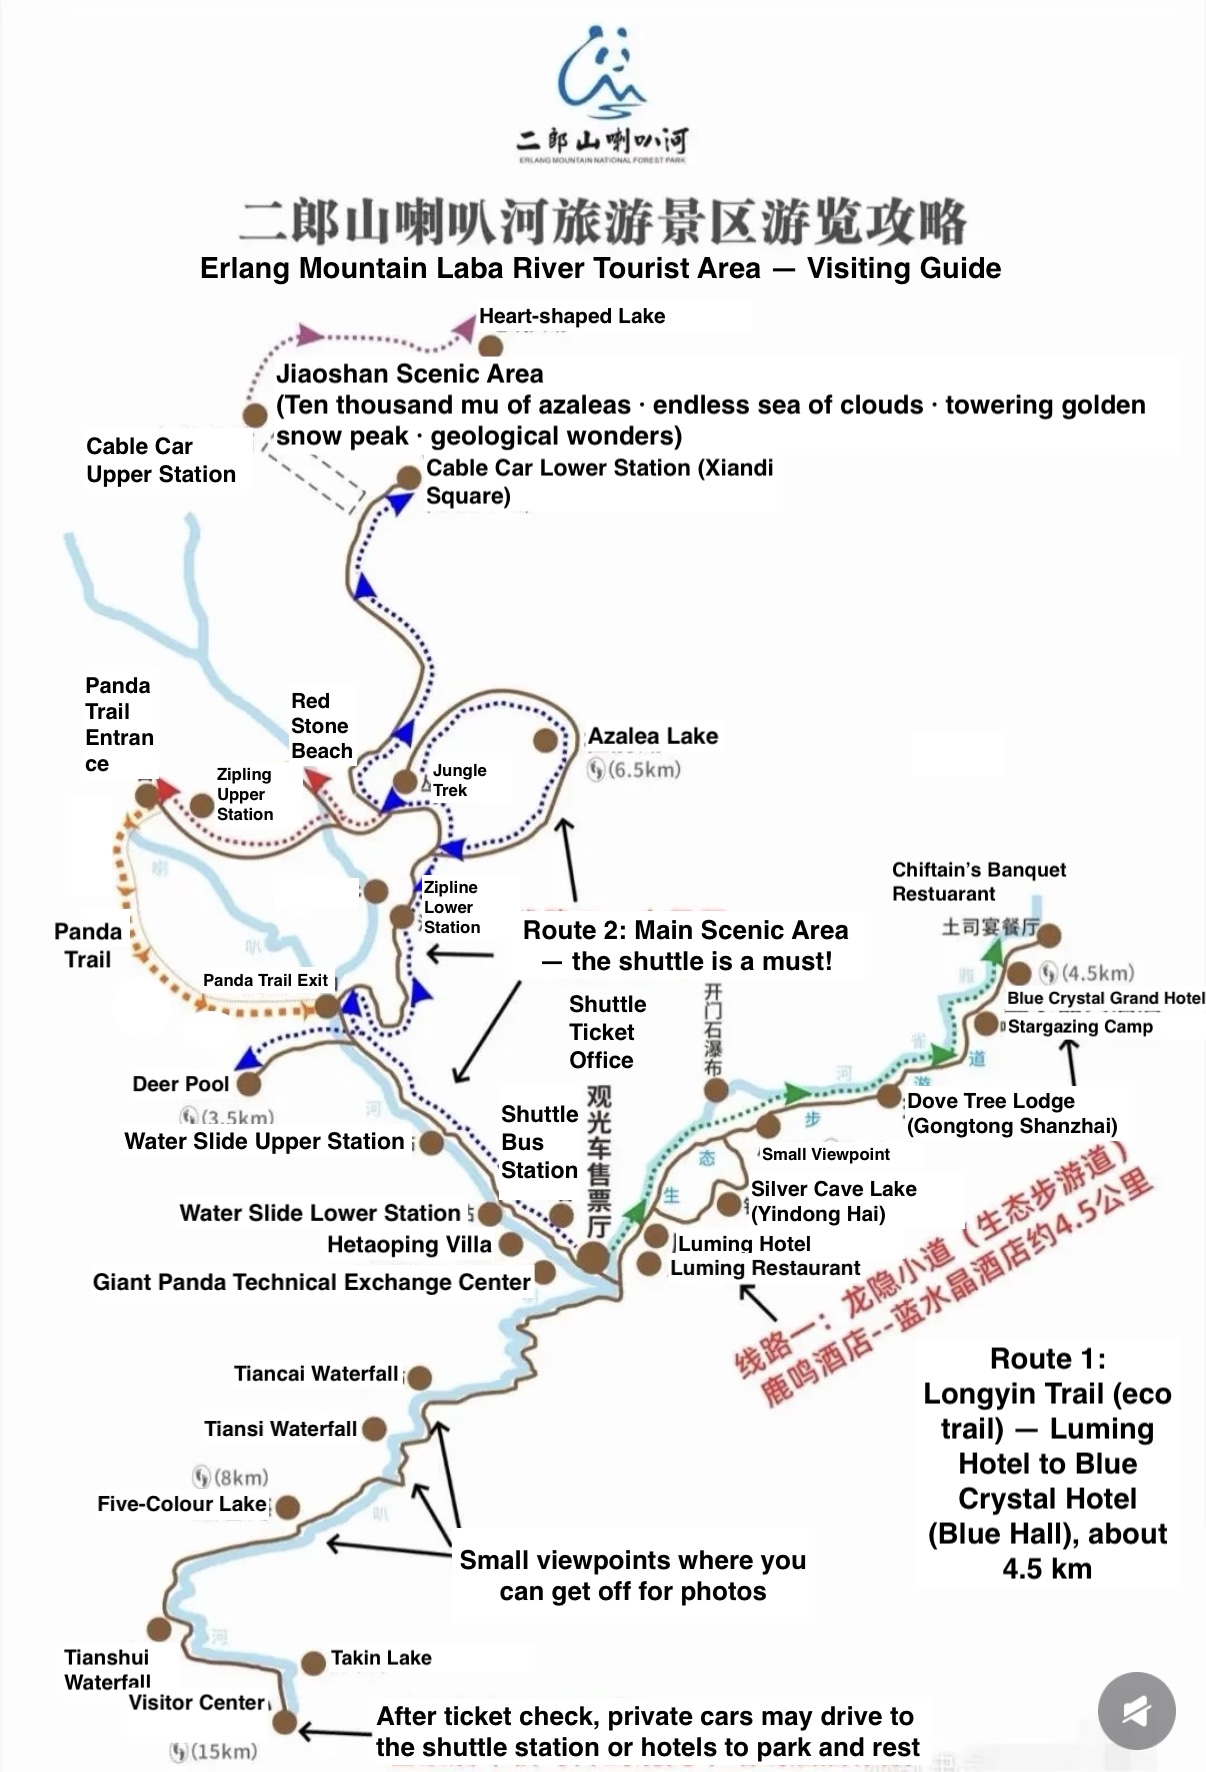 二郎山喇叭河
ERLANG MOUNTAIN NATIONAL FOREST PARK
二郎山喇叭河旅游景区游览攻略
Erlang Mountain Laba River Tourist Area — Visiting Guide
Heart-shaped Lake
Jiaoshan Scenic Area
(Ten thousand mu of azaleas · endless sea of clouds · towering golden
snow peak · geological wonders)
Cable Car
Upper Station
Cable Car Lower Station (Xiandi
Square)
Panda
Trail
Entran
ce
Red
Stone
Beach
Zipling
Upper
Station
Jungle
Trek
Azalea Lake
(6.5km)
喇
Zipline
Lower
Station
Panda
Trail
叭
Panda Trail Exit
Route 2: Main Scenic Area
— the shuttle is a must!
Chiftain's Banquet
Restuarant
土司宴餐厅
(4.5km)
Blue Crystal Grand Hotel
Stargazing Camp
Shuttle
Ticket
Office
开门石瀑布
雅
雀
河
道
游
步
态
生
Dove Tree Lodge
(Gongtong Shanzhai)
Deer Pool
(3.5km)
河
Water Slide Upper Station
Shuttle
Bus
Station
观光车售票厅
Small Viewpoint
Silver Cave Lake
(Yindong Hai)
Water Slide Lower Station
Hetaoping Villa
Luming Hotel
Luming Restaurant
Giant Panda Technical Exchange Center
线路一：龙隐小道（生态步游道）
鹿鸣酒店--蓝水晶酒店约4.5公里
Route 1:
Longyin Trail (eco
trail) — Luming
Hotel to Blue
Crystal Hotel
(Blue Hall), about
4.5 km
Tiancai Waterfall
Tiansi Waterfall
(8km)
Five-Colour Lake
叭
Small viewpoints where you
can get off for photos
河
Tianshui
Waterfall
Takin Lake
Visitor Center
(15km)
After ticket check, private cars may drive to
the shuttle station or hotels to park and rest